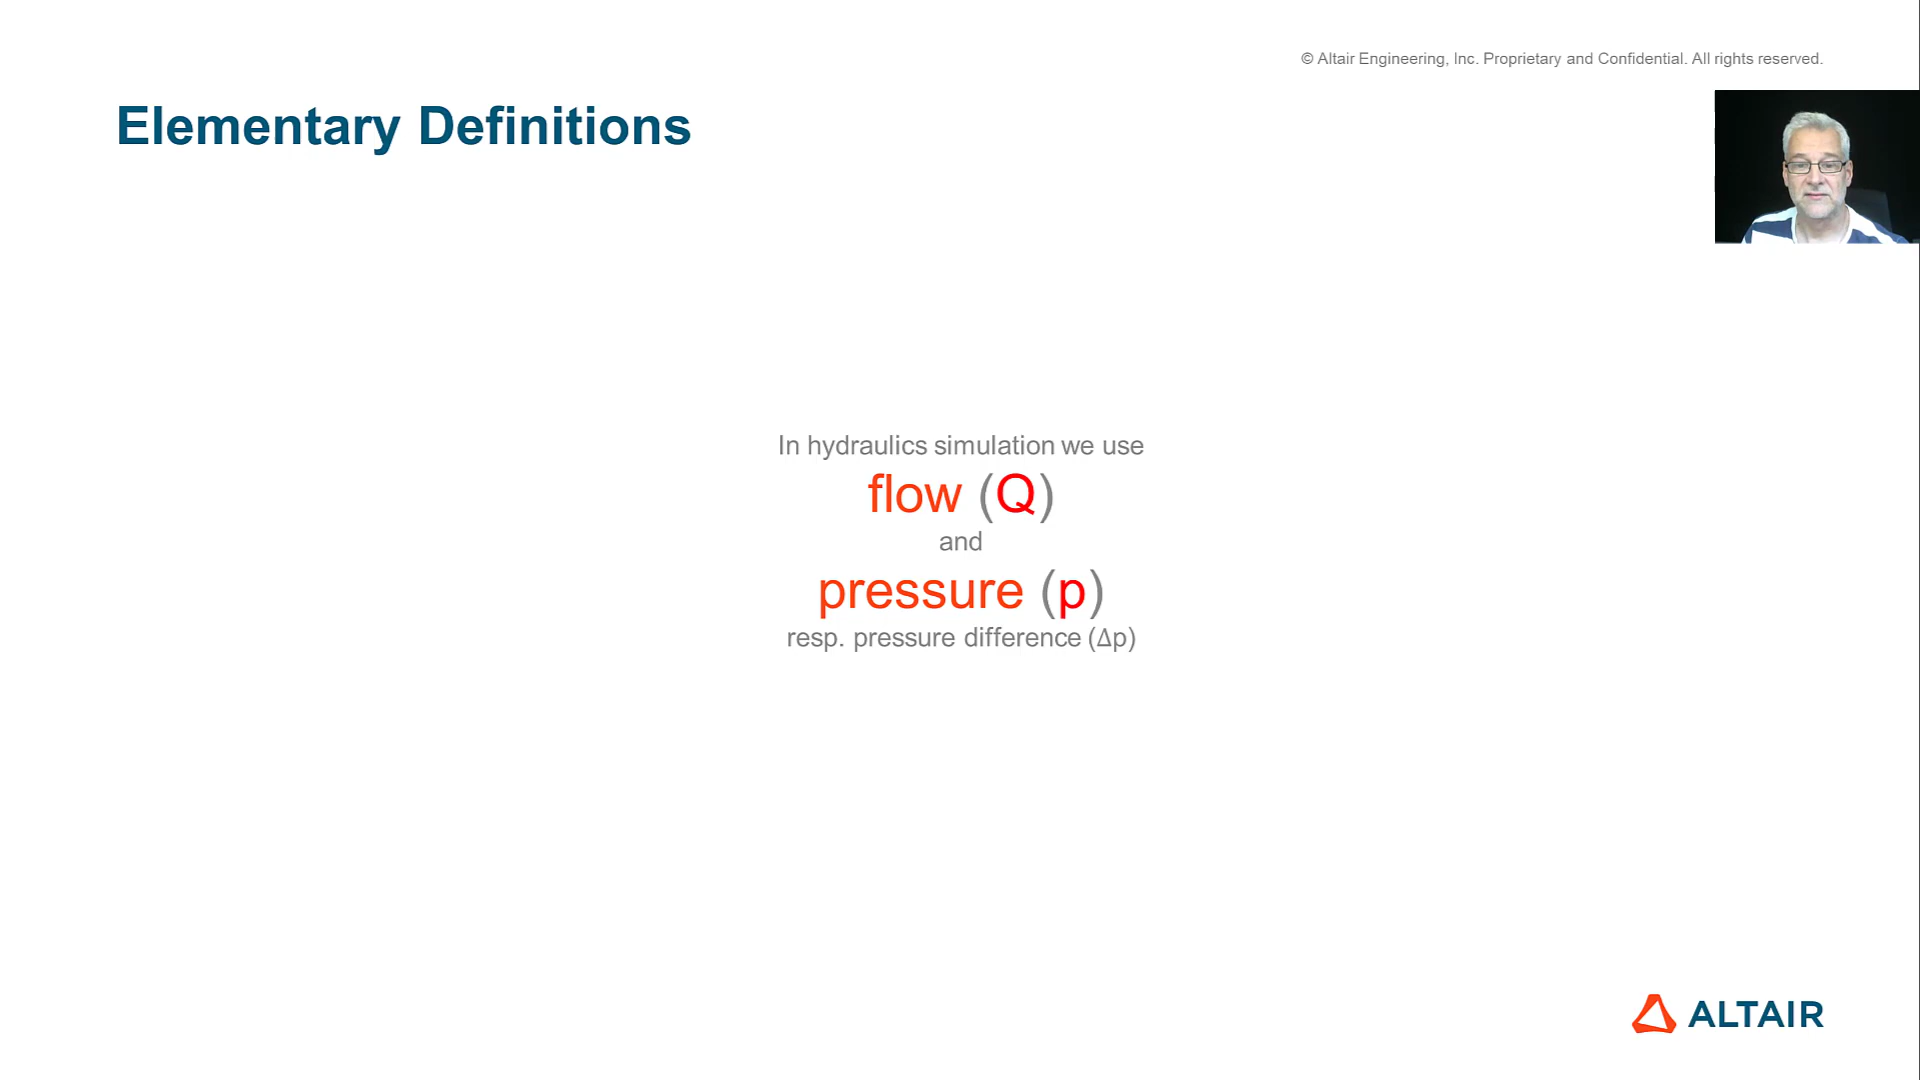 © Altair Engineering, Inc. Proprietary and Confidential. All rights reserved.
Elementary Definitions
In hydraulics simulation we use
flow (Q)
and
pressure (p)
resp. pressure difference (Δp)
ALTAIR